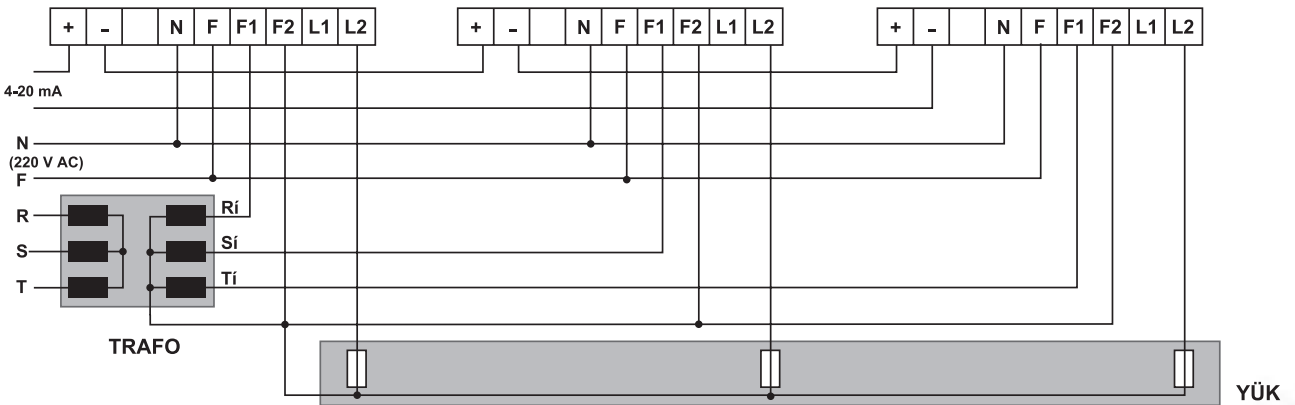 + - N F F1 F2 L1 L2 + - N F F1 F2 L1 L2 + - N F F1 F2 L1 L2
4-20 mA
N
(220 V AC)
F
R Rí
S Sí
T Tí
TRAFO
YÜK